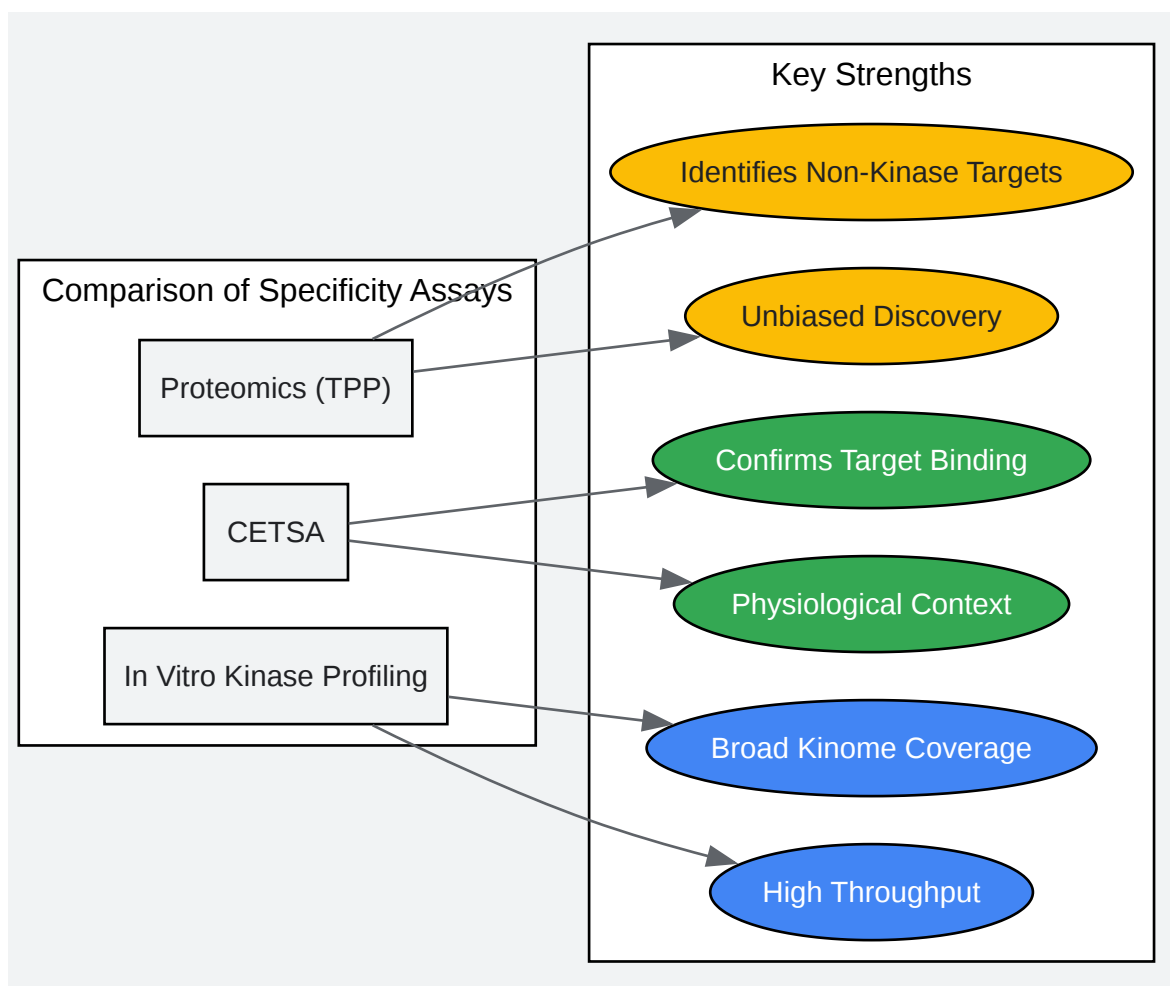 Comparison of Specificity Assays
Proteomics (TPP)
CETSA
In Vitro Kinase Profiling
Key Strengths
Identifies Non-Kinase Targets
Unbiased Discovery
Confirms Target Binding
Physiological Context
Broad Kinome Coverage
High Throughput